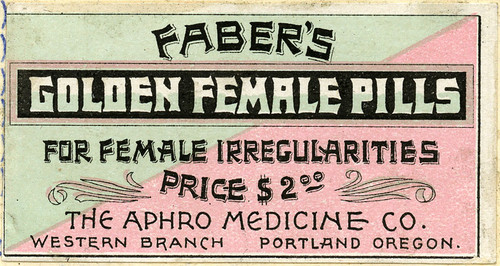 FABER'S
GOLDEN FEMALE PILLS
FOR FEMALE IRREGULARITIES
PRICE $2.00
THE APHRO MEDICINE CO.
WESTERN BRANCH PORTLAND OREGON.